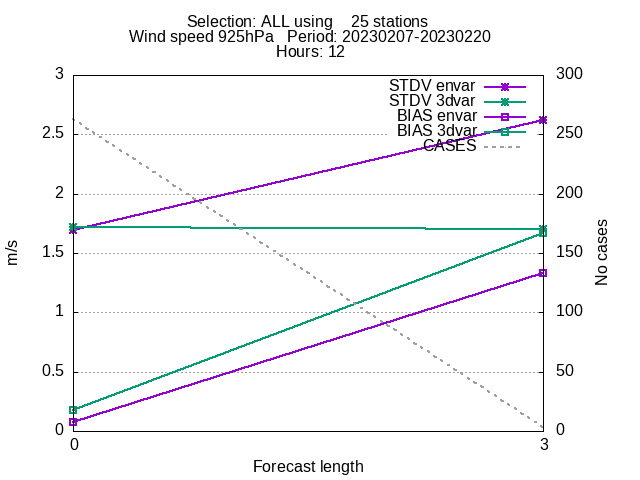 Selection: ALL using    25 stations
Wind speed 925hPa   Period: 20230207-20230220
Hours: 12
3
300
STDV envar
STDV 3dvar
BIAS envar
BIAS 3dvar
CASES
2.5
250
2
200
m/s
No cases
1.5
150
1
100
0.5
50
0
0
0
3
Forecast length